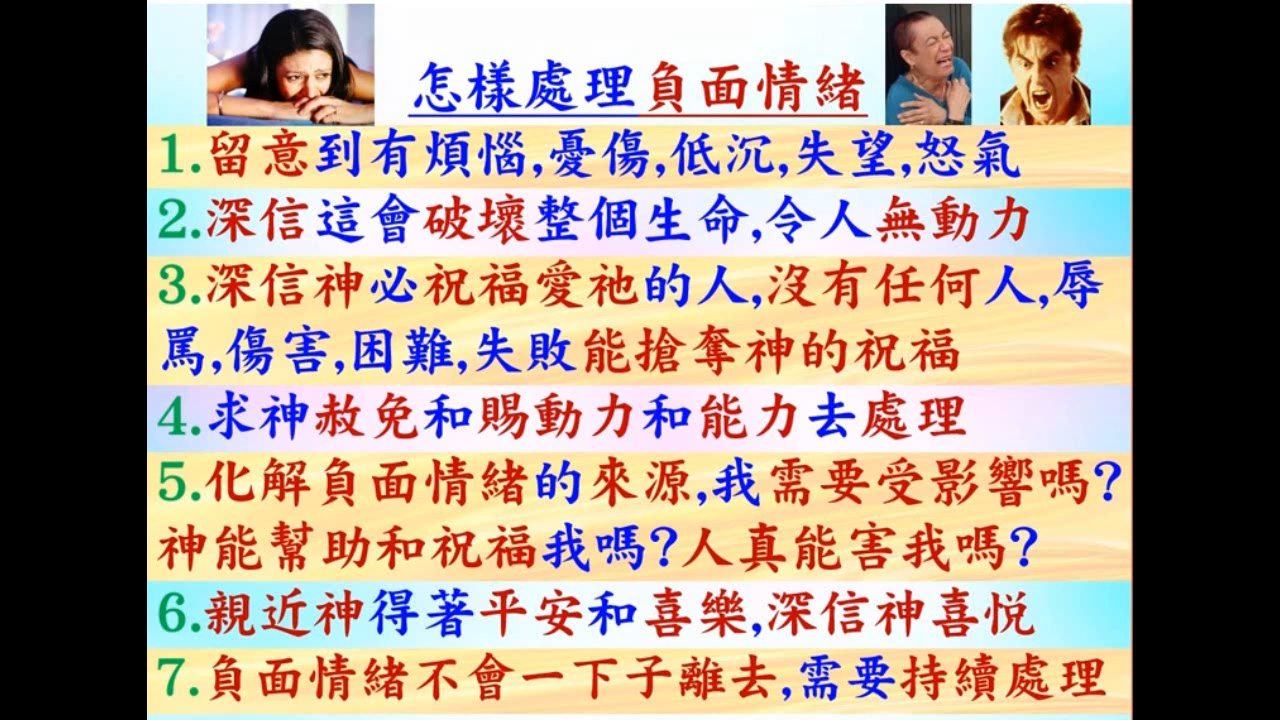 怎樣處理負面情緒
1.留意到有煩惱,憂傷,低沉,失望,怒氣
2.深信這會破壞整個生命,令人無動力
3.深信神必祝福愛祂的人,沒有任何人,辱
罵,傷害,困難,失敗能搶奪神的祝福
4.求神赦免和賜動力和能力去處理
5.化解負面情緒的來源,我需要受影響嗎?
神能幫助和祝福我嗎?人真能害我嗎?
6.親近神得著平安和喜樂,深信神喜悅
7.負面情緒不會一下子離去,需要持續處理